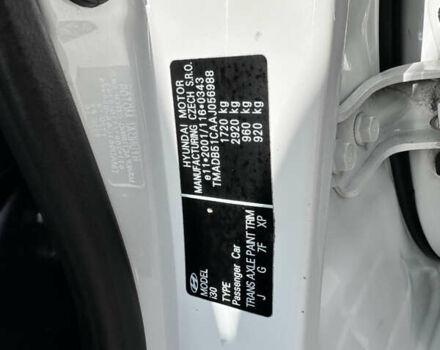 HYUNDAI MOTOR
MANUFACTURING CZECH S.R.O.
e11*2001/116*0343
TMADB51CAAJ056988
1720 kg
2920 kg
960 kg
920 kg
MODEL
i30
TYPE
Passenger Car
TRANS AXLE PAINT TRIM
J G 7F XP